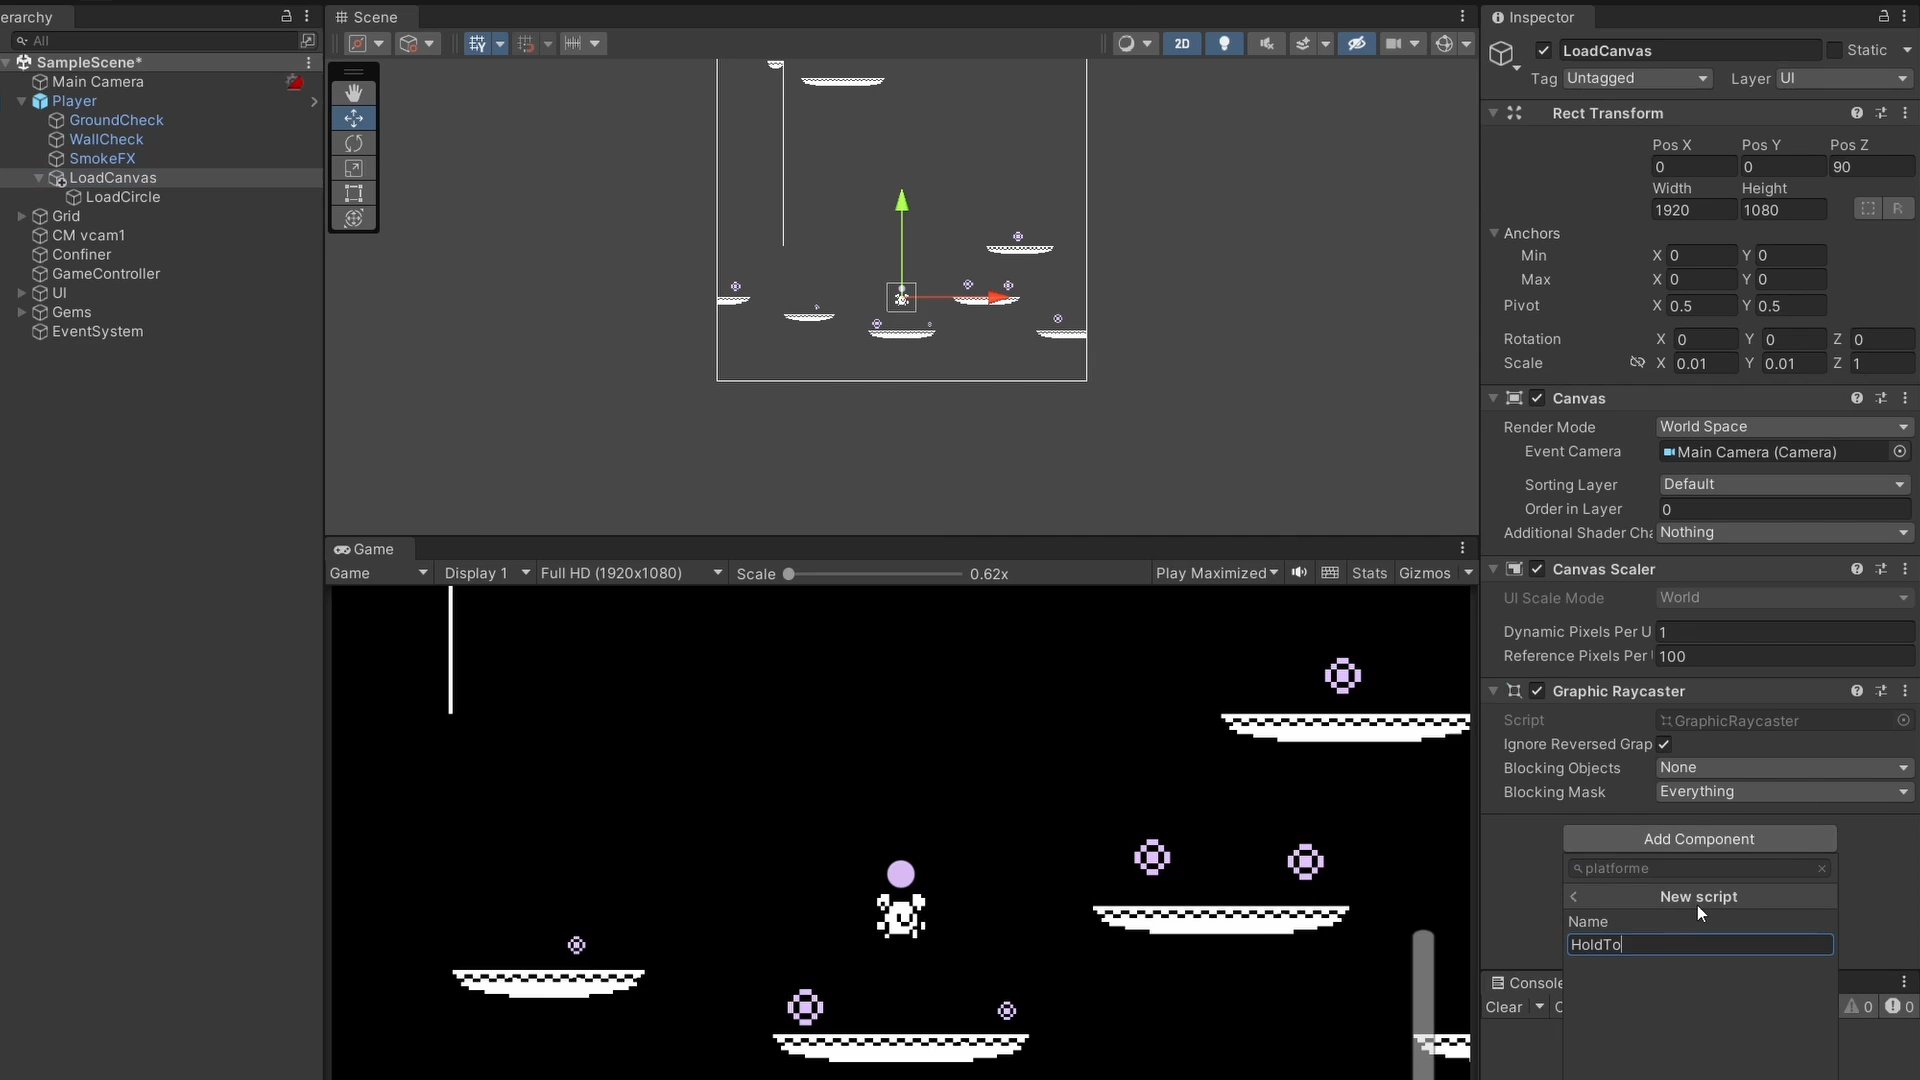 erarchy
All
SampleScene*
Main Camera
Player
GroundCheck
WallCheck
SmokeFX
LoadCanvas
LoadCircle
Grid
CM vcam1
Confiner
GameController
UI
Gems
EventSystem
Scene
2D
Game
Game
Display 1
Full HD (1920x1080)
Scale
0.62x
Play Maximized
Stats
Gizmos
Inspector
LoadCanvas
Static
Tag
Untagged
Layer
UI
Rect Transform
Pos X
Pos Y
Pos Z
0
0
90
Width
Height
1920
1080
R
Anchors
Min
X
0
Y
0
Max
X
0
Y
0
Pivot
X
0.5
Y
0.5
Rotation
X
0
Y
0
Z
0
Scale
X
0.01
Y
0.01
Z
1
Canvas
Render Mode
World Space
Event Camera
Main Camera (Camera)
Sorting Layer
Default
Order in Layer
0
Additional Shader Cha
Nothing
Canvas Scaler
UI Scale Mode
World
Dynamic Pixels Per U
1
Reference Pixels Per
100
Graphic Raycaster
Script
GraphicRaycaster
Ignore Reversed Grap
Blocking Objects
None
Blocking Mask
Everything
Add Component
platforme
New script
Name
HoldTo
Console
Clear
C
0
0